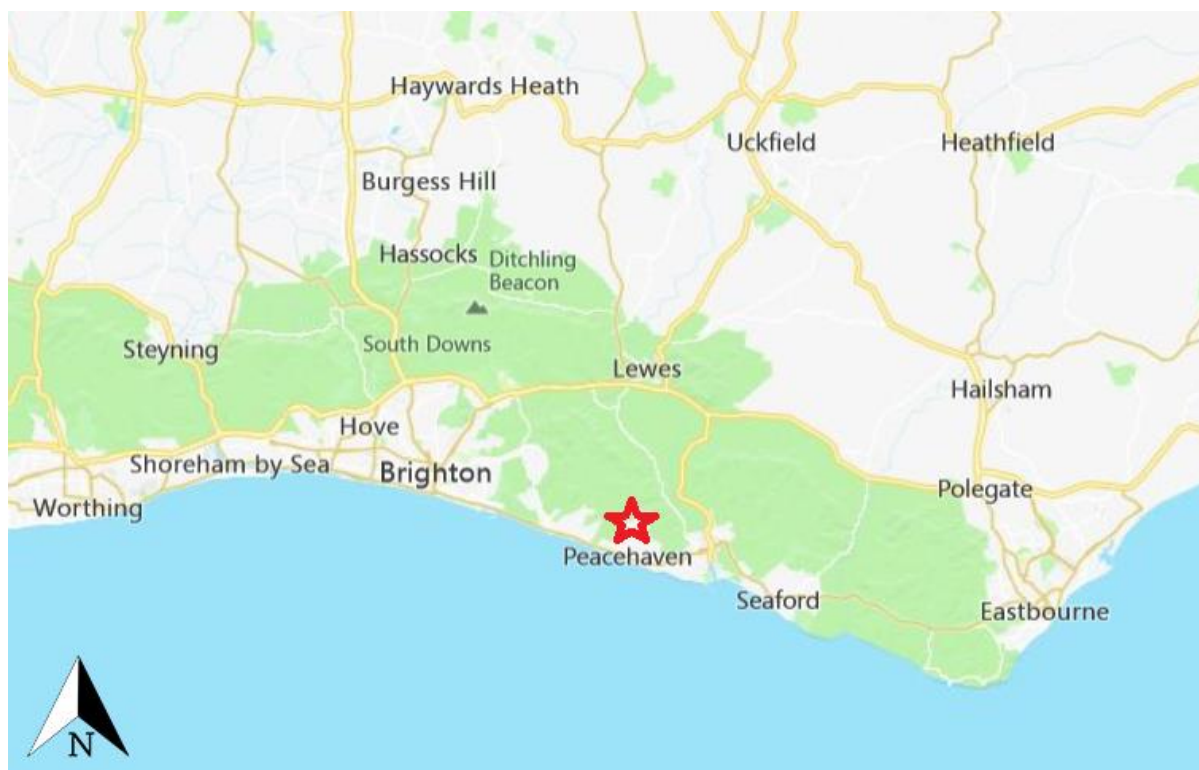 Haywards Heath
Uckfield
Heathfield
Burgess Hill
Hassocks
Ditchling
Beacon
South Downs
Steyning
Lewes
Hailsham
Hove
Shoreham by Sea
Brighton
Polegate
Worthing
Peacehaven
Seaford
Eastbourne
N